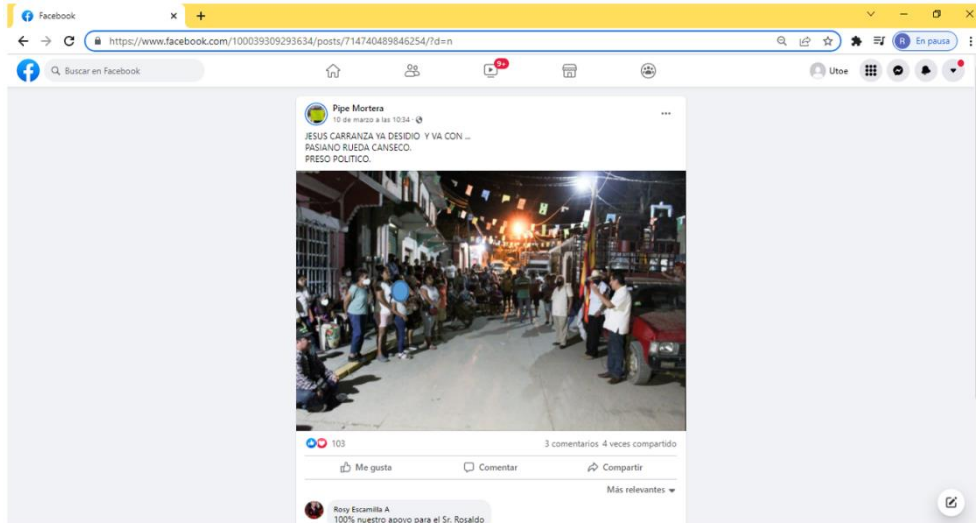 Facebook
https://www.facebook.com/100039309293634/posts/714740489846254/?d=n
R En pausa
Buscar en Facebook
9+
Utoe
Pipe Mortera
10 de marzo a las 10:34
JESUS CARRANZA YA DESIDIO Y VA CON ...
PASIANO RUEDA CANSECO.
PRESO POLITICO.
103
3 comentarios 4 veces compartido
Me gusta
Comentar
Compartir
Más relevantes
Rosy Escamilla A
100% nuestro apoyo para el Sr. Rosaldo